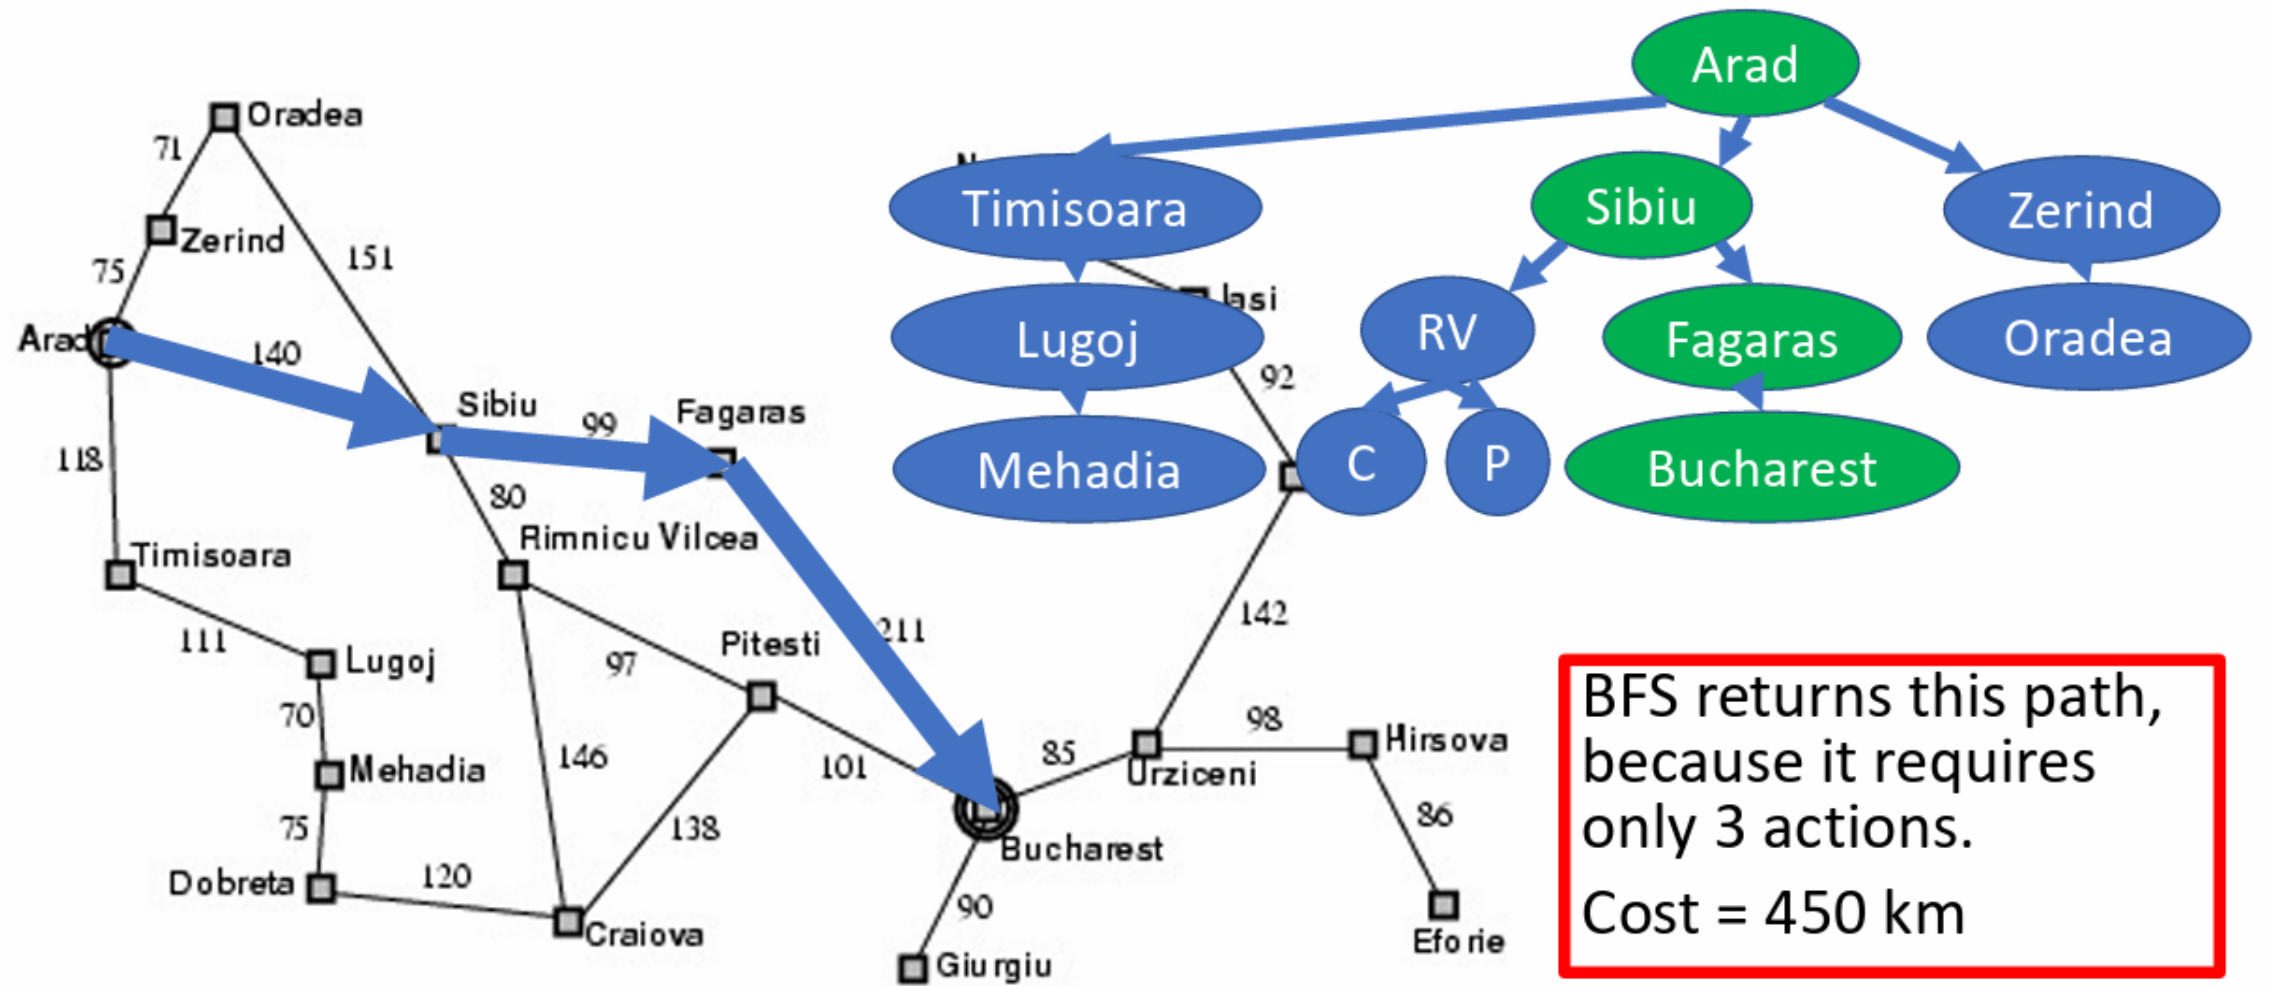 Oradea
71
Zerind
75
151
Arad
140
118
Sibiu
99
Fagaras
80
Rimnicu Vilcea
Timisoara
111
Lugoj
70
Mehadia
75
Dobreta
120
Craiova
146
97
Pitesti
138
101
211
Bucharest
90
Giurgiu
85
Urziceni
98
Hirsova
86
Eforie
142
92
Iasi
Arad
Timisoara
Sibiu
Zerind
Lugoj
RV
Fagaras
Oradea
Mehadia
C
P
Bucharest
BFS returns this path,
because it requires
only 3 actions.
Cost = 450 km